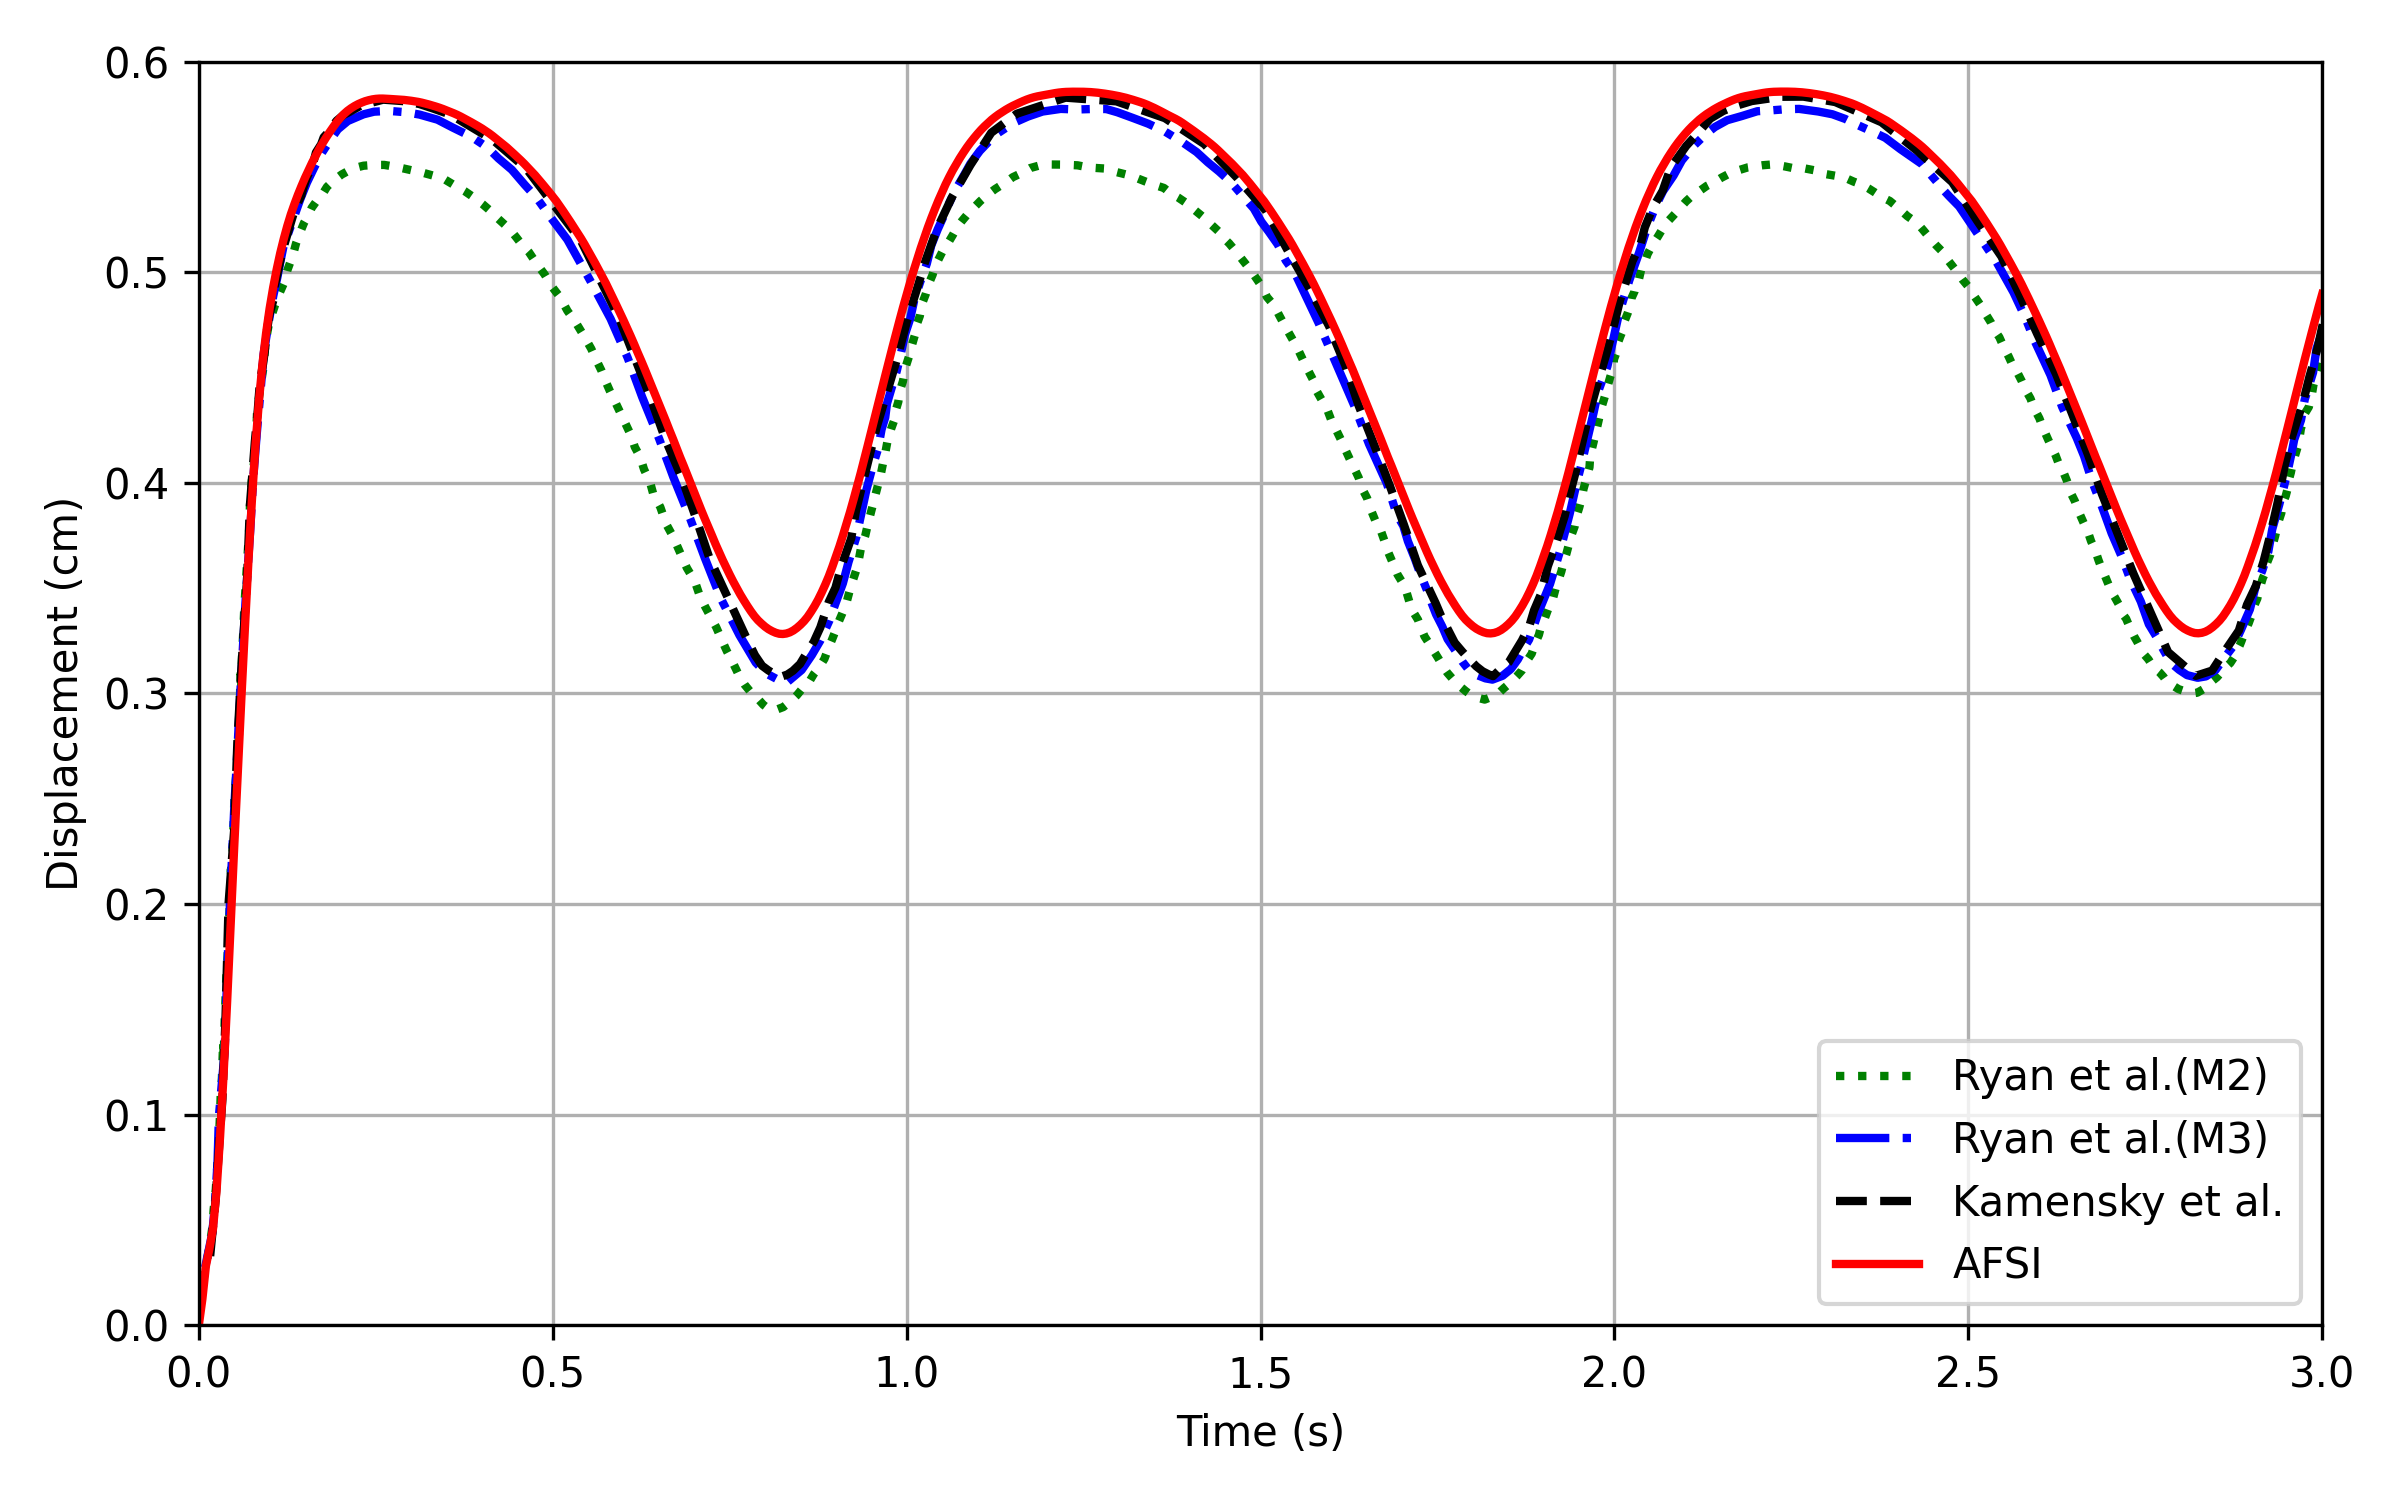 0.6
0.5
0.4
0.3
0.2
0.1
0.0
Displacement (cm)
0.0 0.5 1.0 1.5 2.0 2.5 3.0
Time (s)
Ryan et al.(M2)
Ryan et al.(M3)
Kamensky et al.
AFSI